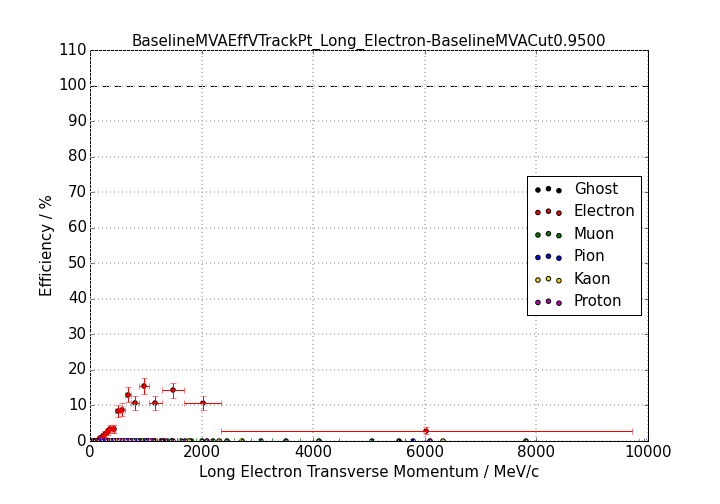 BaselineMVAEffVTrackPt_Long_Electron-BaselineMVACut0.9500
110
100
90
80
70
60
50
40
30
20
10
0
Efficiency / %
Ghost
Electron
Muon
Pion
Kaon
Proton
0 2000 4000 6000 8000 10000
Long Electron Transverse Momentum / MeV/c